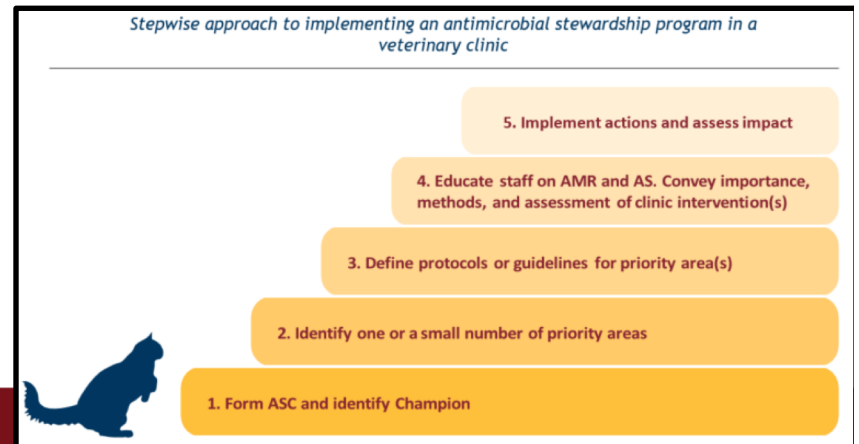 Stepwise approach to implementing an antimicrobial stewardship program in a
veterinary clinic
5. Implement actions and assess impact
4. Educate staff on AMR and AS. Convey importance,
methods, and assessment of clinic intervention(s)
3. Define protocols or guidelines for priority area(s)
2. Identify one or a small number of priority areas
1. Form ASC and identify Champion